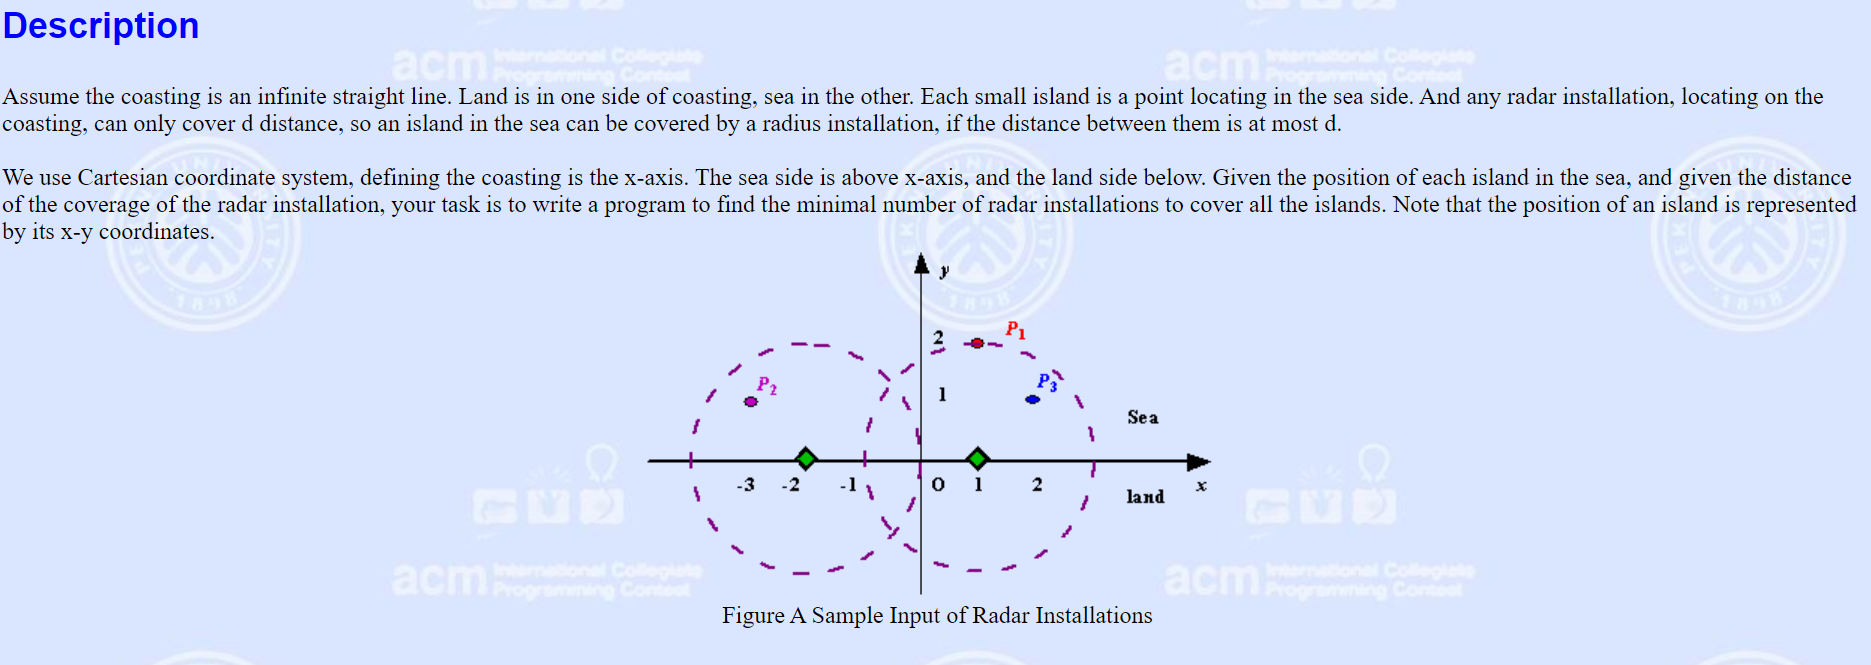 Description
acm International Collegiate Programming Contest
acm International Collegiate Programming Contest
Assume the coasting is an infinite straight line. Land is in one side of coasting, sea in the other. Each small island is a point locating in the sea side. And any radar installation, locating on the
coasting, can only cover d distance, so an island in the sea can be covered by a radius installation, if the distance between them is at most d.
We use Cartesian coordinate system, defining the coasting is the x-axis. The sea side is above x-axis, and the land side below. Given the position of each island in the sea, and given the distance
of the coverage of the radar installation, your task is to write a program to find the minimal number of radar installations to cover all the islands. Note that the position of an island is represented
by its x-y coordinates.
y
2 P1
P2 1 P3
Sea
-3 -2 -1 0 1 2 x
land
1898
1898
1898
acm International Collegiate Programming Contest
acm International Collegiate Programming Contest
Figure A Sample Input of Radar Installations